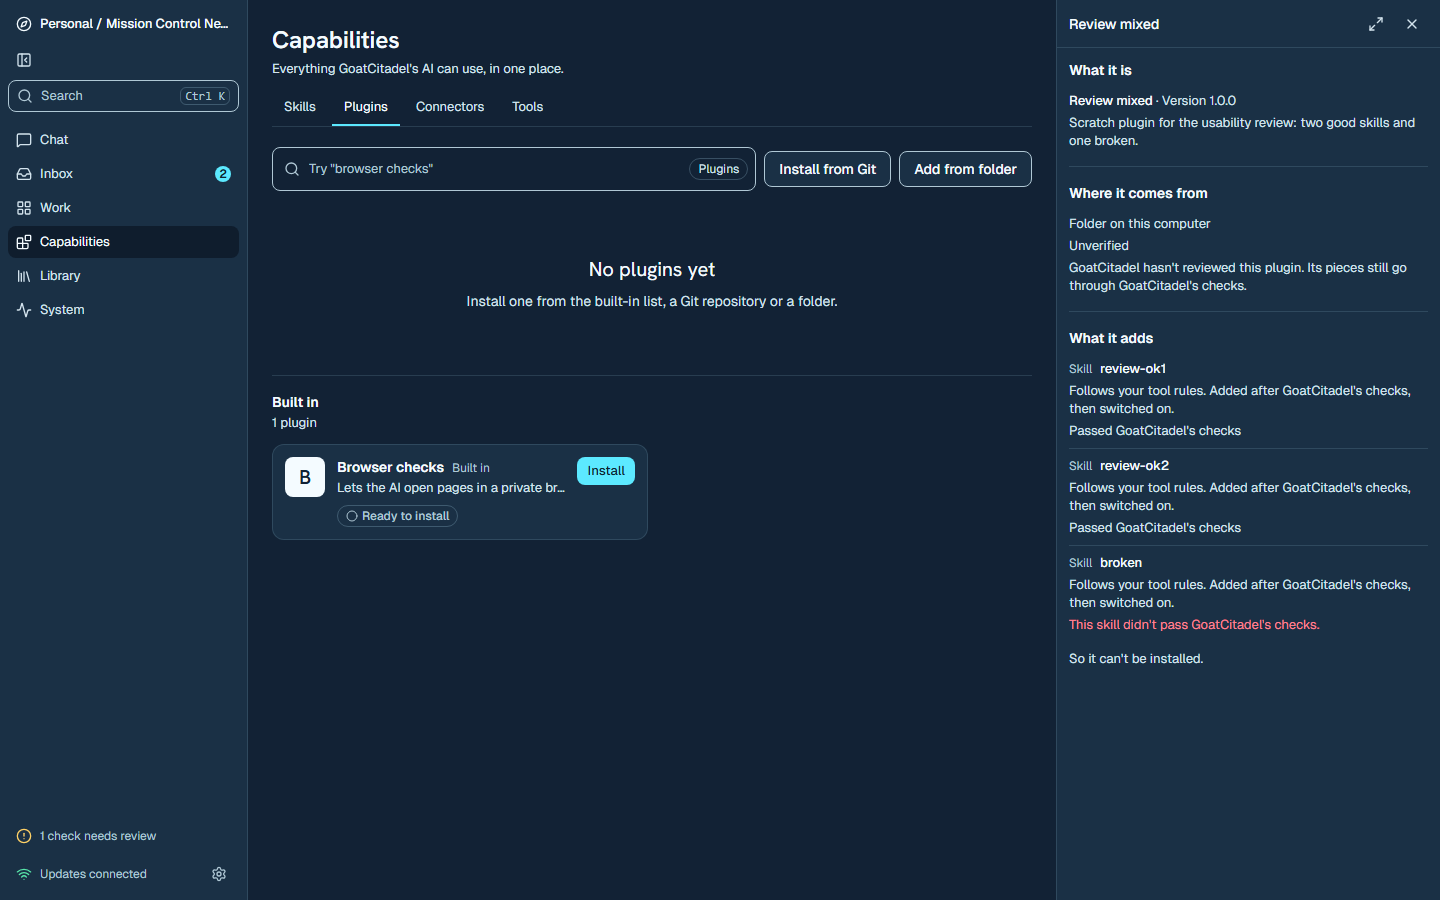 Personal / Mission Control Ne...
Search
Ctrl K
Chat
Inbox
2
Work
Capabilities
Library
System
1 check needs review
Updates connected
Capabilities
Everything GoatCitadel's AI can use, in one place.
Skills
Plugins
Connectors
Tools
Try "browser checks"
Plugins
Install from Git
Add from folder
No plugins yet
Install one from the built-in list, a Git repository or a folder.
Built in
1 plugin
B
Browser checks Built in
Lets the AI open pages in a private br...
Install
Ready to install
Review mixed
What it is
Review mixed · Version 1.0.0
Scratch plugin for the usability review: two good skills and
one broken.
Where it comes from
Folder on this computer
Unverified
GoatCitadel hasn't reviewed this plugin. Its pieces still go
through GoatCitadel's checks.
What it adds
Skill review-ok1
Follows your tool rules. Added after GoatCitadel's checks,
then switched on.
Passed GoatCitadel's checks
Skill review-ok2
Follows your tool rules. Added after GoatCitadel's checks,
then switched on.
Passed GoatCitadel's checks
Skill broken
Follows your tool rules. Added after GoatCitadel's checks,
then switched on.
This skill didn't pass GoatCitadel's checks.
So it can't be installed.